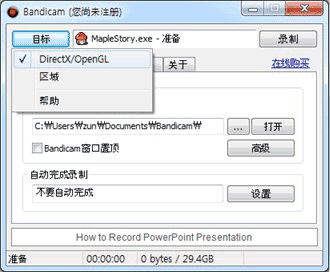 Bandicam (您尚未注册)
目标
MapleStory.exe - 准备
录制
DirectX/OpenGL
区域
帮助
关于
在线购买
C:₩Users₩zun₩Documents₩Bandicam₩
...
打开
Bandicam窗口置顶
高级
自动完成录制
不要自动完成
设置
How to Record PowerPoint Presentation
准备
00:00:00
0 bytes / 29.4GB